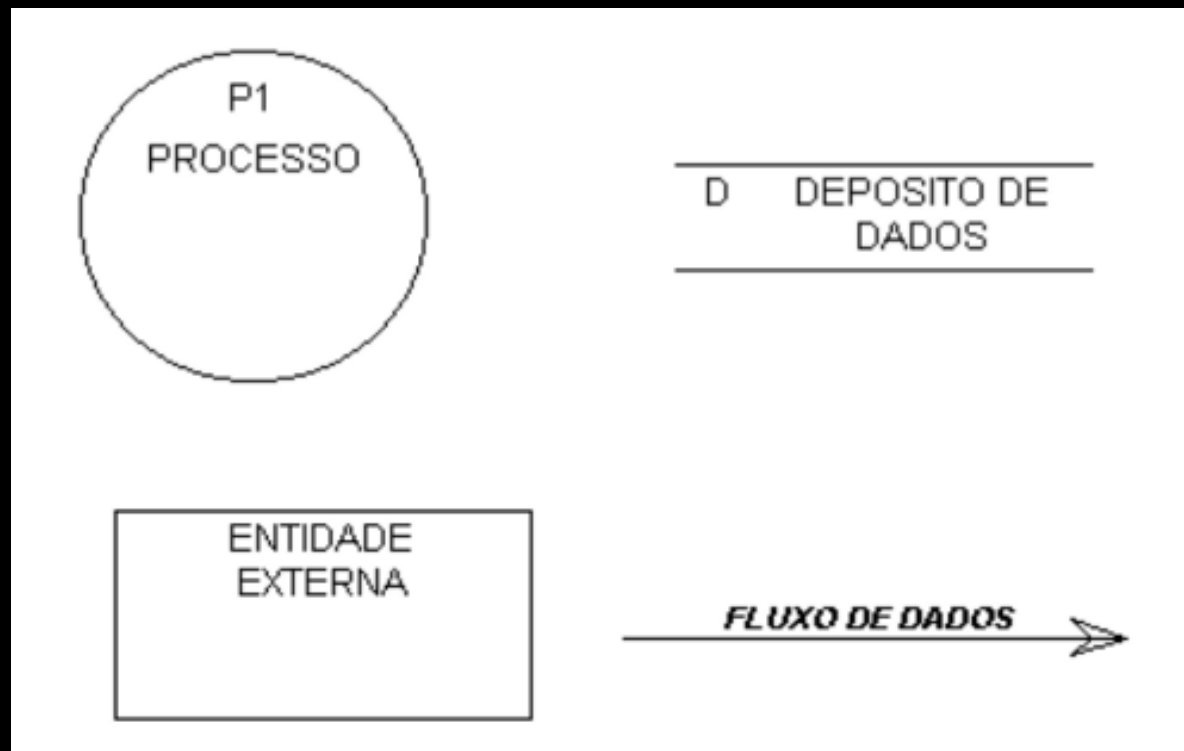 P1
PROCESSO
D DEPOSITO DE
DADOS
ENTIDADE
EXTERNA
FLUXO DE DADOS